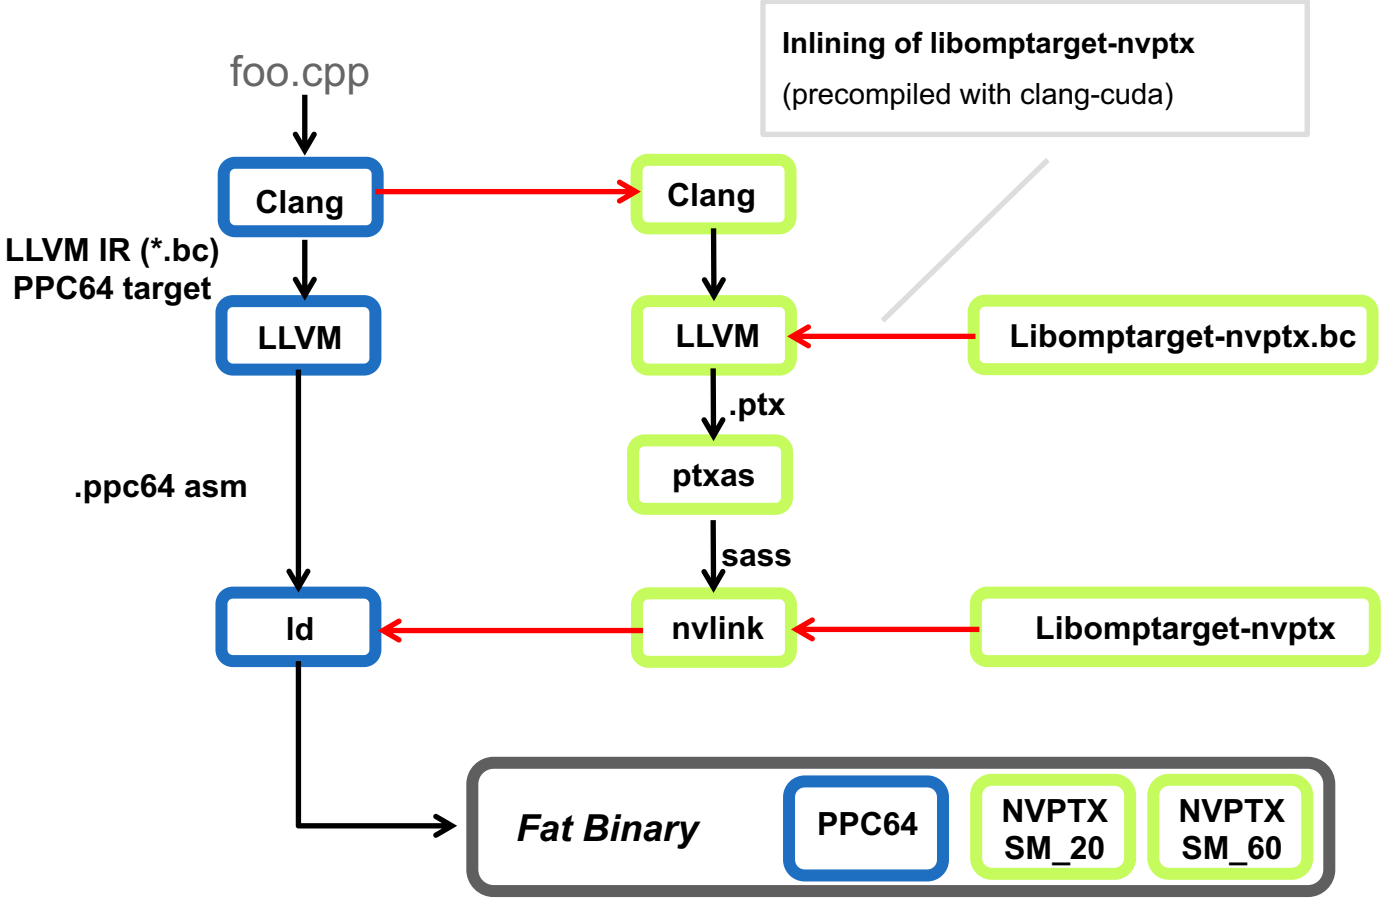 Inlining of libomptarget-nvptx
(precompiled with clang-cuda)
foo.cpp
Clang
Clang
LLVM IR (*.bc)
PPC64 target
LLVM
LLVM
Libomptarget-nvptx.bc
.ptx
ptxas
.ppc64 asm
sass
ld
nvlink
Libomptarget-nvptx
Fat Binary
PPC64
NVPTX
SM_20
NVPTX
SM_60